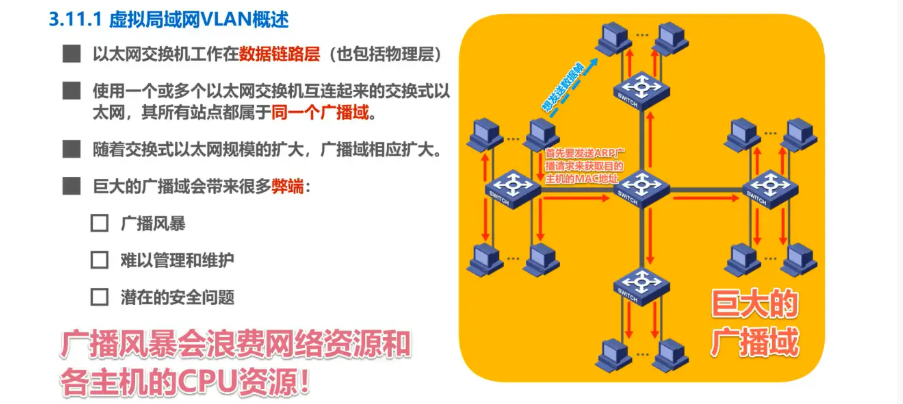 3.11.1 虚拟局域网VLAN概述
以太网交换机工作在数据链路层（也包括物理层）
使用一个或多个以太网交换机互连起来的交换式以
太网，其所有站点都属于同一个广播域。
随着交换式以太网规模的扩大，广播域相应扩大。
巨大的广播域会带来很多弊端：
广播风暴
难以管理和维护
潜在的安全问题
广播风暴会浪费网络资源和
各主机的CPU资源！
想发送数据帧
首先要发送ARP广
播请求来获取目的
主机的MAC地址
SWITCH
SWITCH
SWITCH
SWITCH
SWITCH
巨大的
广播域